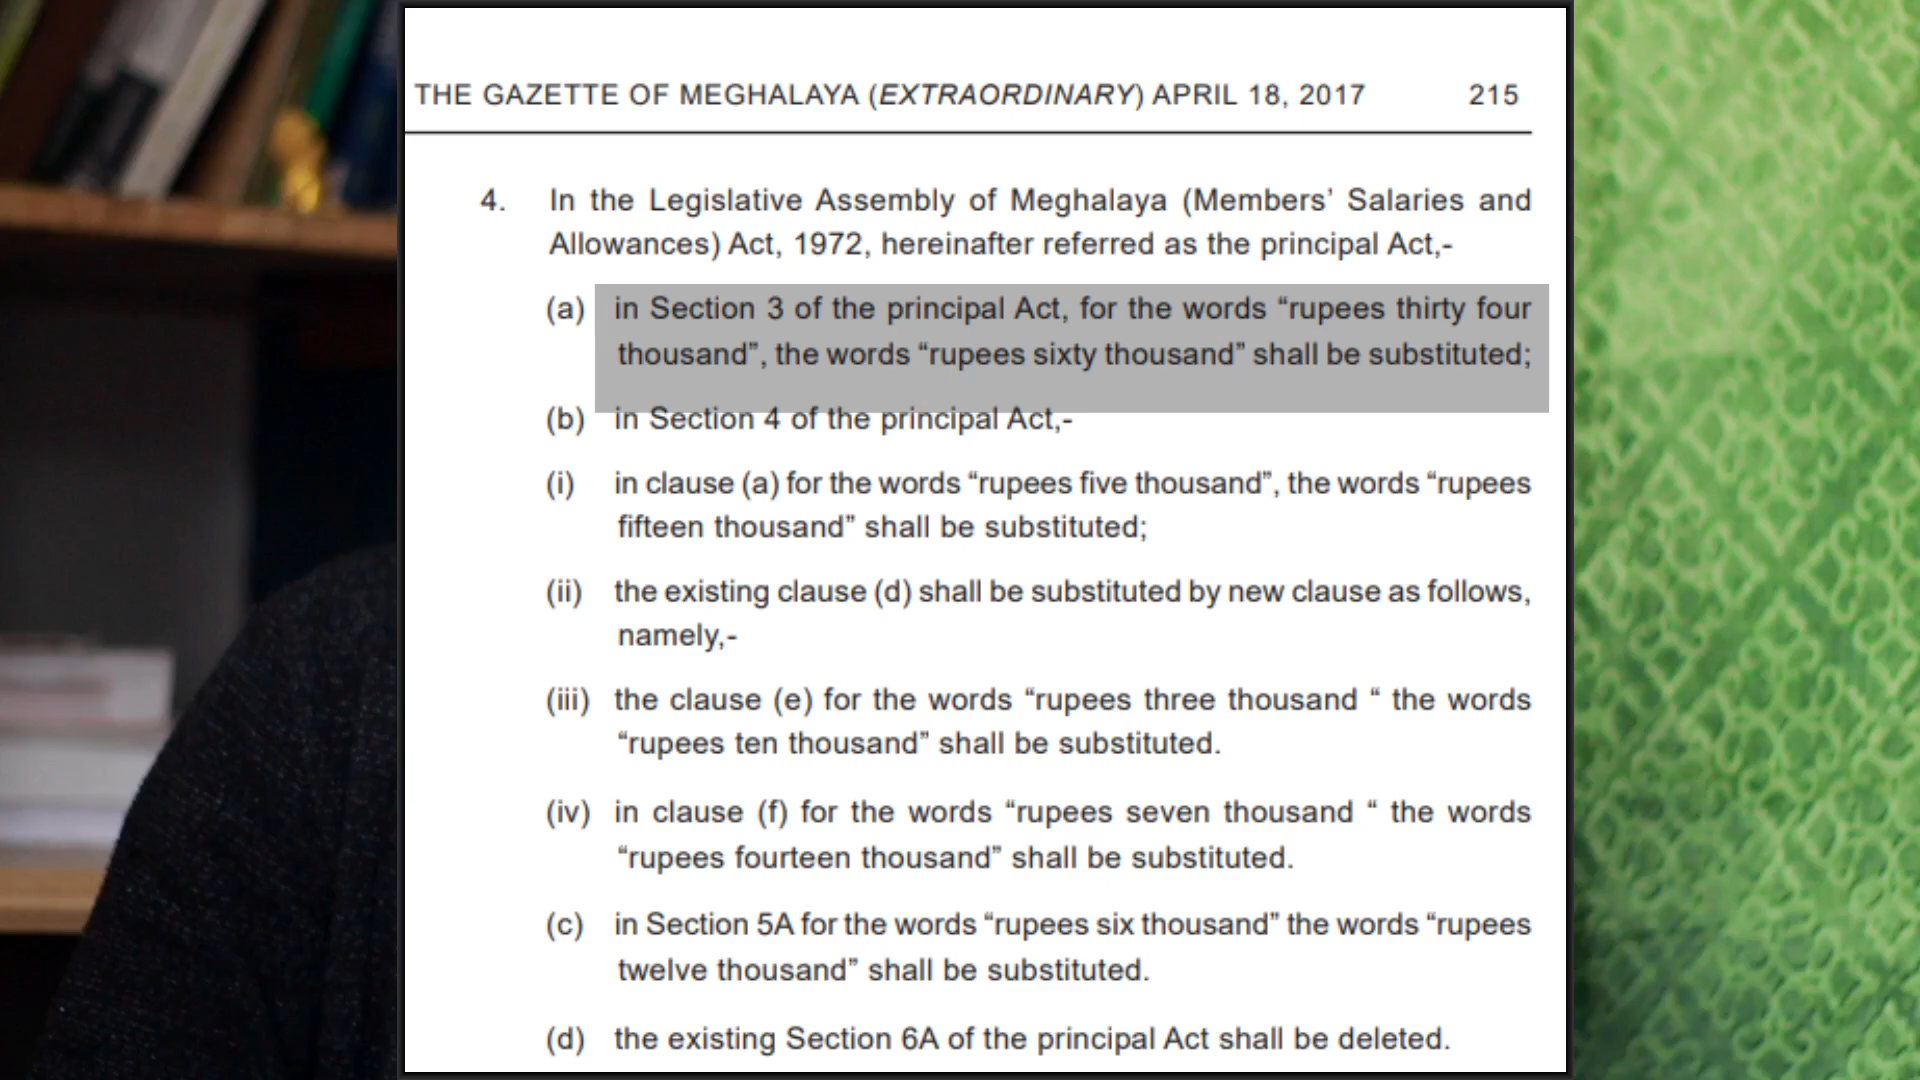 THE GAZETTE OF MEGHALAYA (EXTRAORDINARY) APRIL 18, 2017 215
4. In the Legislative Assembly of Meghalaya (Members’ Salaries and
Allowances) Act, 1972, hereinafter referred as the principal Act,-
(a) in Section 3 of the principal Act, for the words “rupees thirty four
thousand”, the words “rupees sixty thousand” shall be substituted;
(b) in Section 4 of the principal Act,-
(i) in clause (a) for the words “rupees five thousand”, the words “rupees
fifteen thousand” shall be substituted;
(ii) the existing clause (d) shall be substituted by new clause as follows,
namely,-
(iii) the clause (e) for the words “rupees three thousand “ the words
“rupees ten thousand” shall be substituted.
(iv) in clause (f) for the words “rupees seven thousand “ the words
“rupees fourteen thousand” shall be substituted.
(c) in Section 5A for the words “rupees six thousand” the words “rupees
twelve thousand” shall be substituted.
(d) the existing Section 6A of the principal Act shall be deleted.